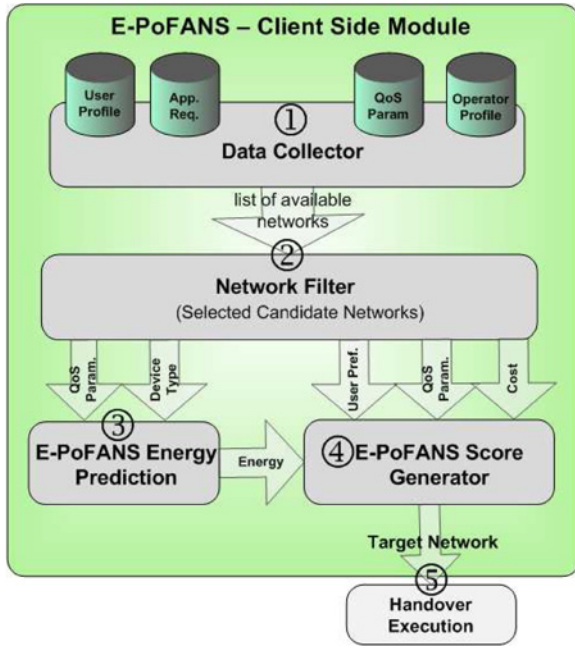 E-PoFANS – Client Side Module
User
Profile
App.
Req.
QoS
Param
Operator
Profile
①
Data Collector
list of available
networks
②
Network Filter
(Selected Candidate Networks)
QoS
Param.
Device
Type
User Pref.
QoS
Param.
Cost
③
E-PoFANS Energy
Prediction
Energy
④ E-PoFANS Score
Generator
Target Network
⑤
Handover
Execution